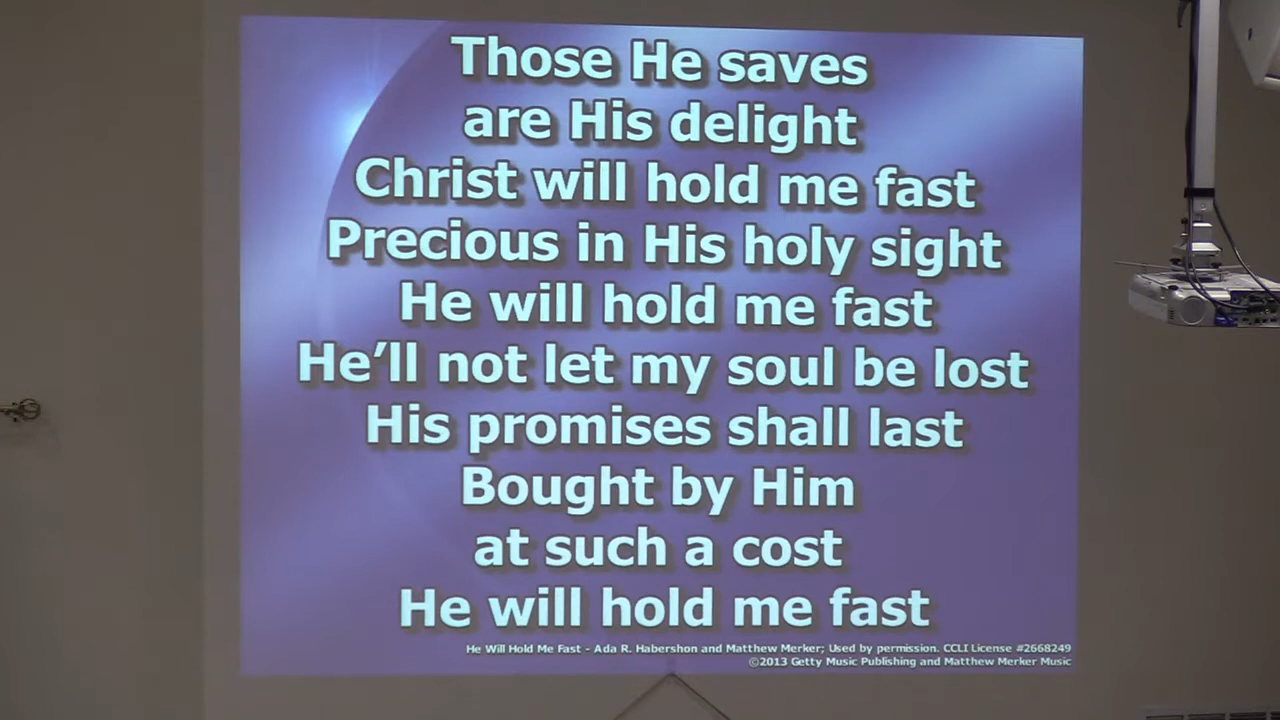 Those He saves
are His delight
Christ will hold me fast
Precious in His holy sight
He will hold me fast
He’ll not let my soul be lost
His promises shall last
Bought by Him
at such a cost
He will hold me fast
He Will Hold Me Fast - Ada R. Habershon and Matthew Merker; Used by permission. CCLI License #2668249
©2013 Getty Music Publishing and Matthew Merker Music